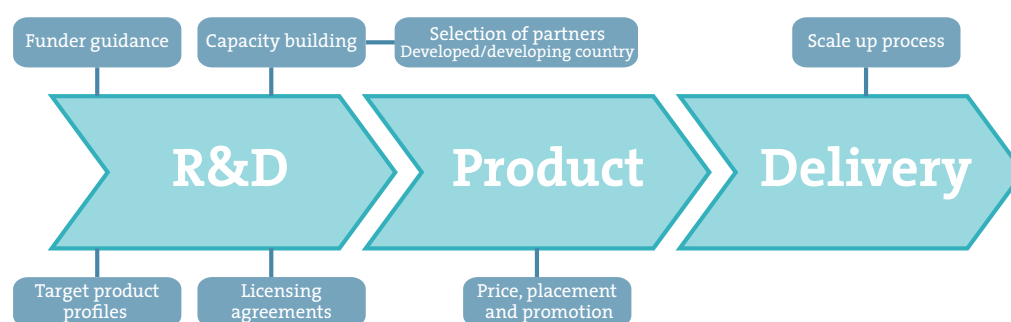 Funder guidance
Capacity building
Selection of partners
Developed/developing country
Scale up process
R&D
Product
Delivery
Target product
profiles
Licensing
agreements
Price, placement
and promotion